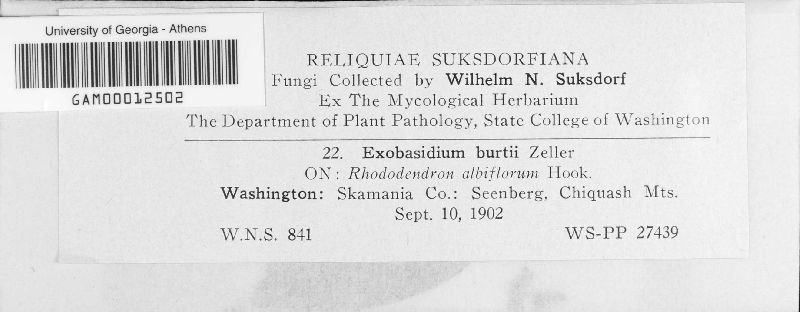 University of Georgia - Athens
GAM00012502
RELIQUIAE SUKSDORFIANA
Fungi Collected by Wilhelm N. Suksdorf
Ex The Mycological Herbarium
The Department of Plant Pathology, State College of Washington
22. Exobasidium burtii Zeller
ON: Rhododendron albiflorum Hook.
Washington: Skamania Co.: Seenberg, Chiquash Mts.
Sept. 10, 1902
W.N.S. 841 WS-PP 27439